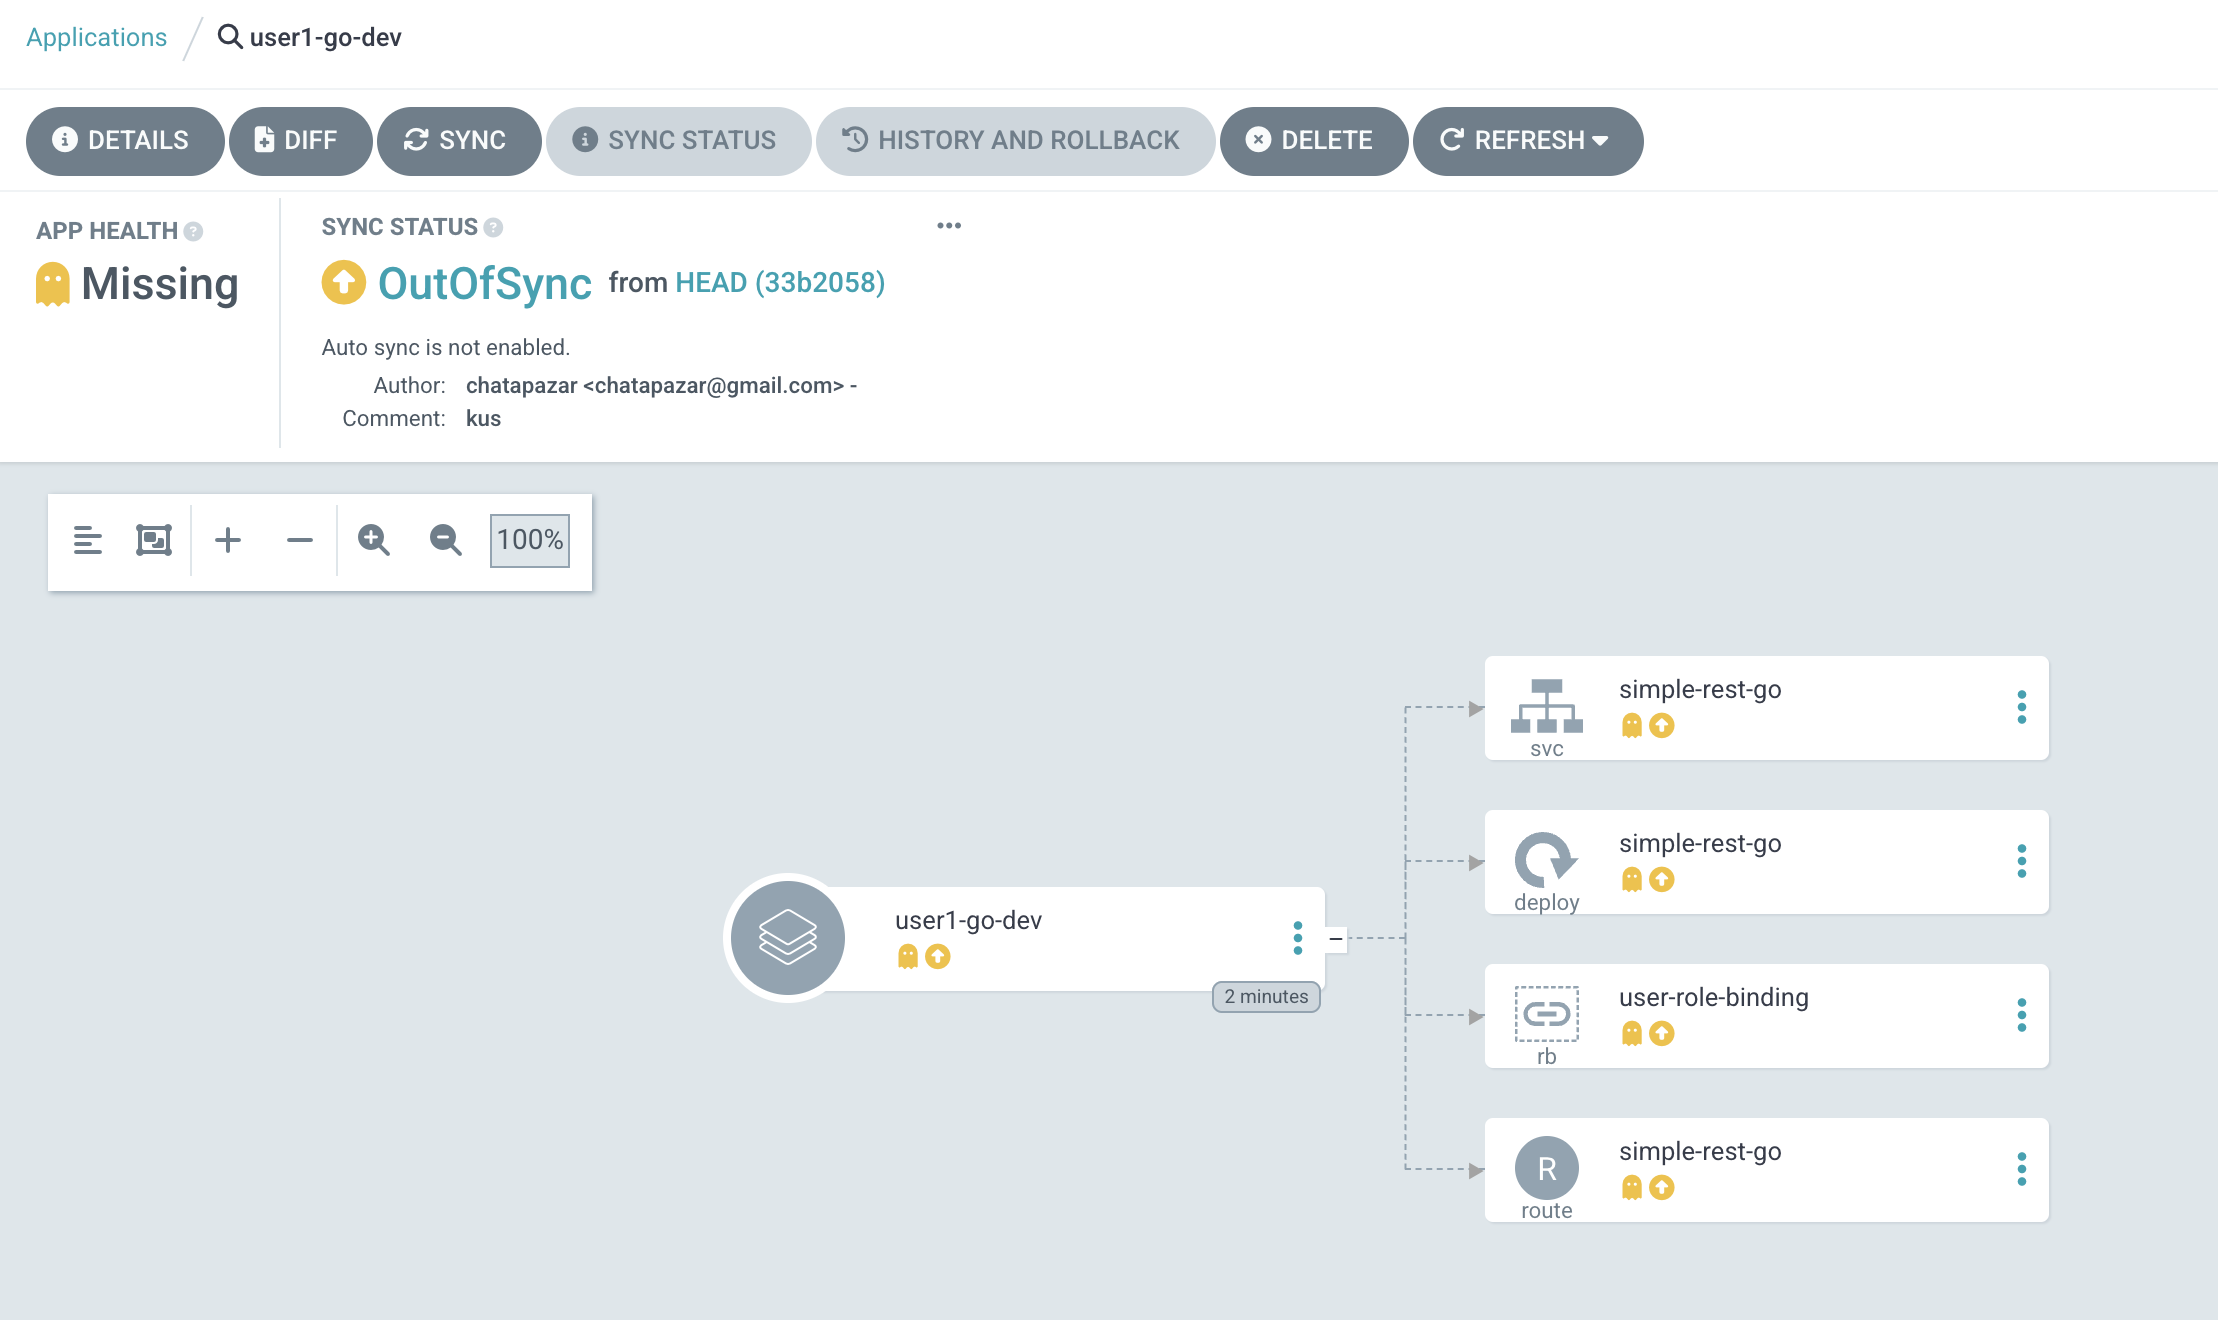 Applications
user1-go-dev
DETAILS
DIFF
SYNC
SYNC STATUS
HISTORY AND ROLLBACK
DELETE
REFRESH
APP HEALTH
Missing
SYNC STATUS
OutOfSync from HEAD (33b2058)
Auto sync is not enabled.
Author: chatapazar <chatapazar@gmail.com> -
Comment: kus
100%
user1-go-dev
2 minutes
simple-rest-go
svc
simple-rest-go
deploy
user-role-binding
rb
simple-rest-go
R
route